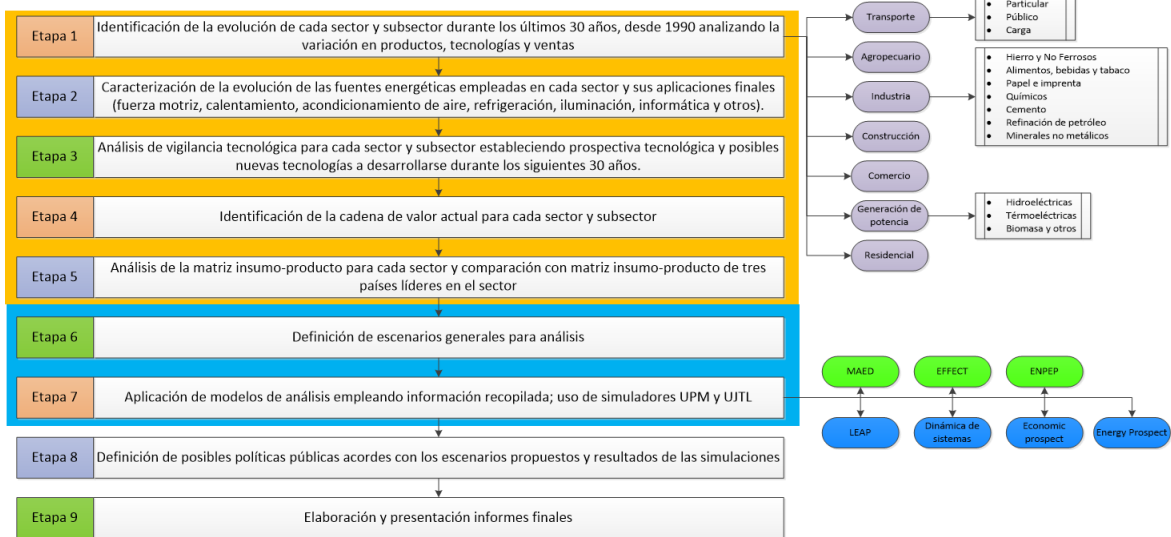 Etapa 1
Identificación de la evolución de cada sector y subsector durante los últimos 30 años, desde 1990 analizando la
variación en productos, tecnologías y ventas
Etapa 2
Caracterización de la evolución de las fuentes energéticas empleadas en cada sector y sus aplicaciones finales
(fuerza motriz, calentamiento, acondicionamiento de aire, refrigeración, iluminación, informática y otros).
Etapa 3
Análisis de vigilancia tecnológica para cada sector y subsector estableciendo prospectiva tecnológica y posibles
nuevas tecnologías a desarrollarse durante los siguientes 30 años.
Etapa 4
Identificación de la cadena de valor actual para cada sector y subsector
Etapa 5
Análisis de la matriz insumo-producto para cada sector y comparación con matriz insumo-producto de tres
países líderes en el sector
Etapa 6
Definición de escenarios generales para análisis
Etapa 7
Aplicación de modelos de análisis empleando información recopilada; uso de simuladores UPM y UJTL
Etapa 8
Definición de posibles políticas públicas acordes con los escenarios propuestos y resultados de las simulaciones
Etapa 9
Elaboración y presentación informes finales
Transporte
• Particular
• Público
• Carga
Agropecuario
Industria
• Hierro y No Ferrosos
• Alimentos, bebidas y tabaco
• Papel e imprenta
• Químicos
• Cemento
• Refinación de petróleo
• Minerales no metálicos
Construcción
Comercio
Generación de
potencia
• Hidroeléctricas
• Térmoeléctricas
• Biomasa y otros
Residencial
MAED
EFFECT
ENPEP
LEAP
Dinámica de
sistemas
Economic
prospect
Energy Prospect